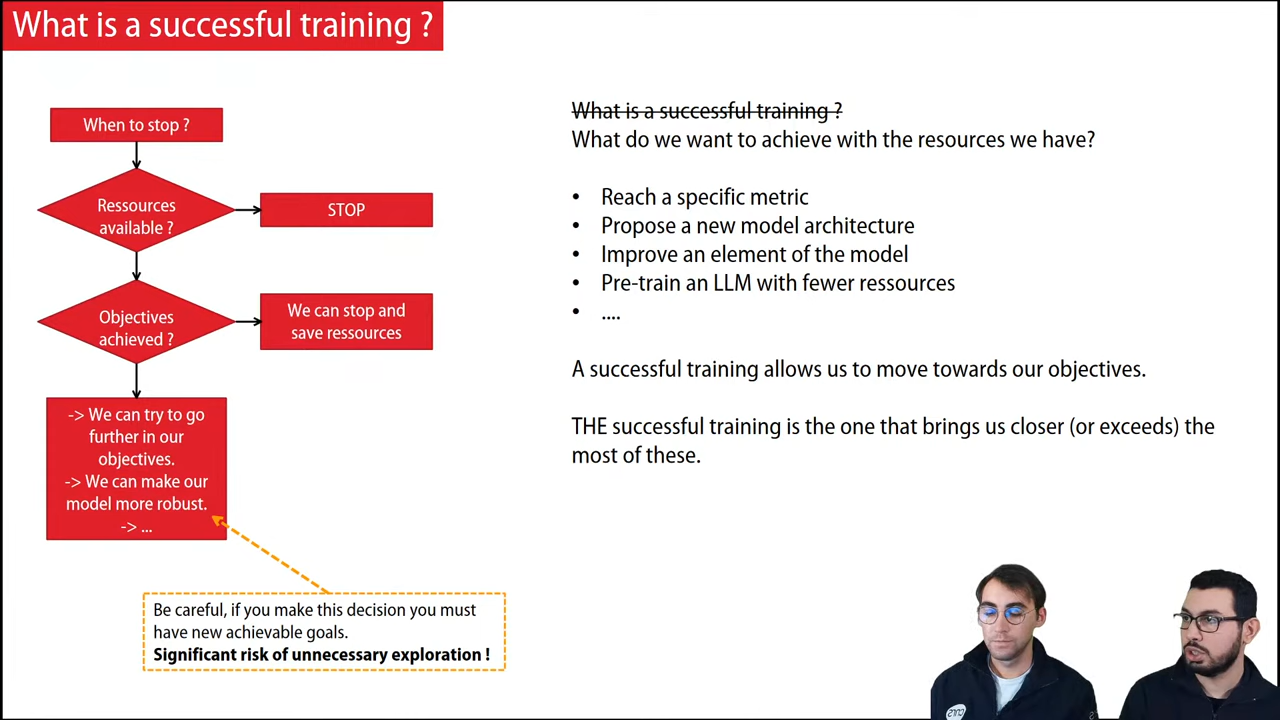 What is a successful training ?
When to stop ?
Ressources
available ?
STOP
Objectives
achieved ?
We can stop and
save ressources
-> We can try to go
further in our
objectives.
-> We can make our
model more robust.
-> ...
Be careful, if you make this decision you must
have new achievable goals.
Significant risk of unnecessary exploration !
What is a successful training ?
What do we want to achieve with the resources we have?
• Reach a specific metric
• Propose a new model architecture
• Improve an element of the model
• Pre-train an LLM with fewer ressources
• ....
A successful training allows us to move towards our objectives.
THE successful training is the one that brings us closer (or exceeds) the
most of these.